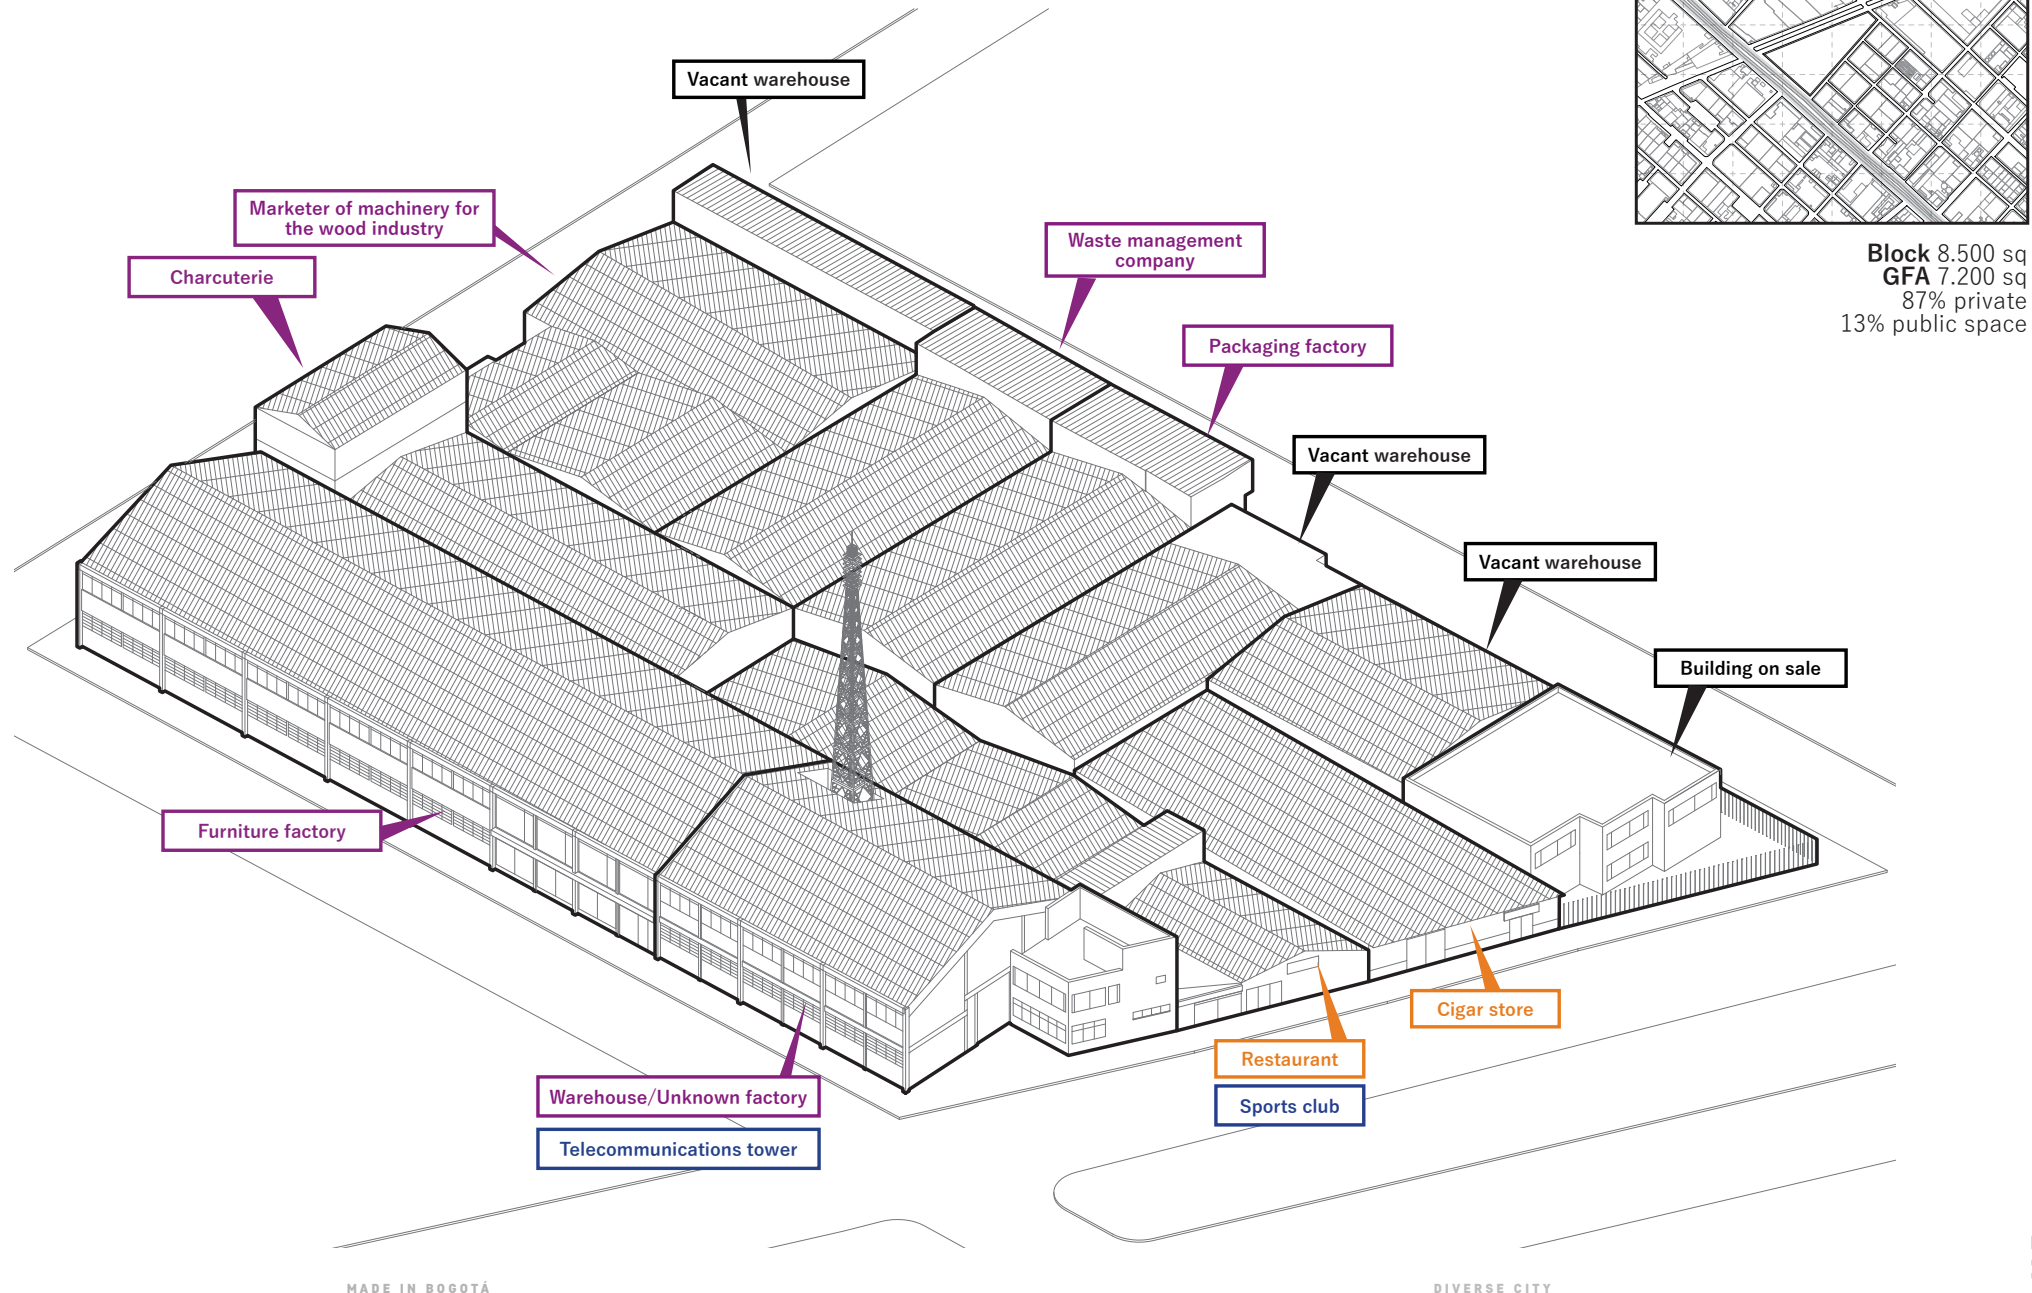 Vacant warehouse
Marketer of machinery for
the wood industry
Waste management
company
Charcuterie
Block 8.500 sq
GFA 7.200 sq
87% private
13% public space
Packaging factory
Vacant warehouse
Vacant warehouse
Building on sale
Furniture factory
Cigar store
Restaurant
Warehouse/Unknown factory
Sports club
Telecommunications tower
MADE IN BOGOTÁ
DIVERSE CITY